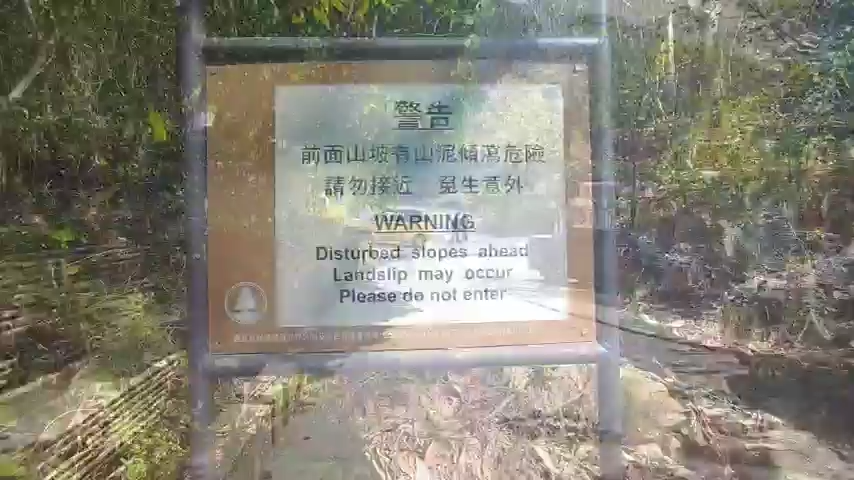 警告
前面山坡有山泥傾瀉危險
請勿接近 免生意外
WARNING
Disturbed slopes ahead
Landslip may occur
Please do not enter